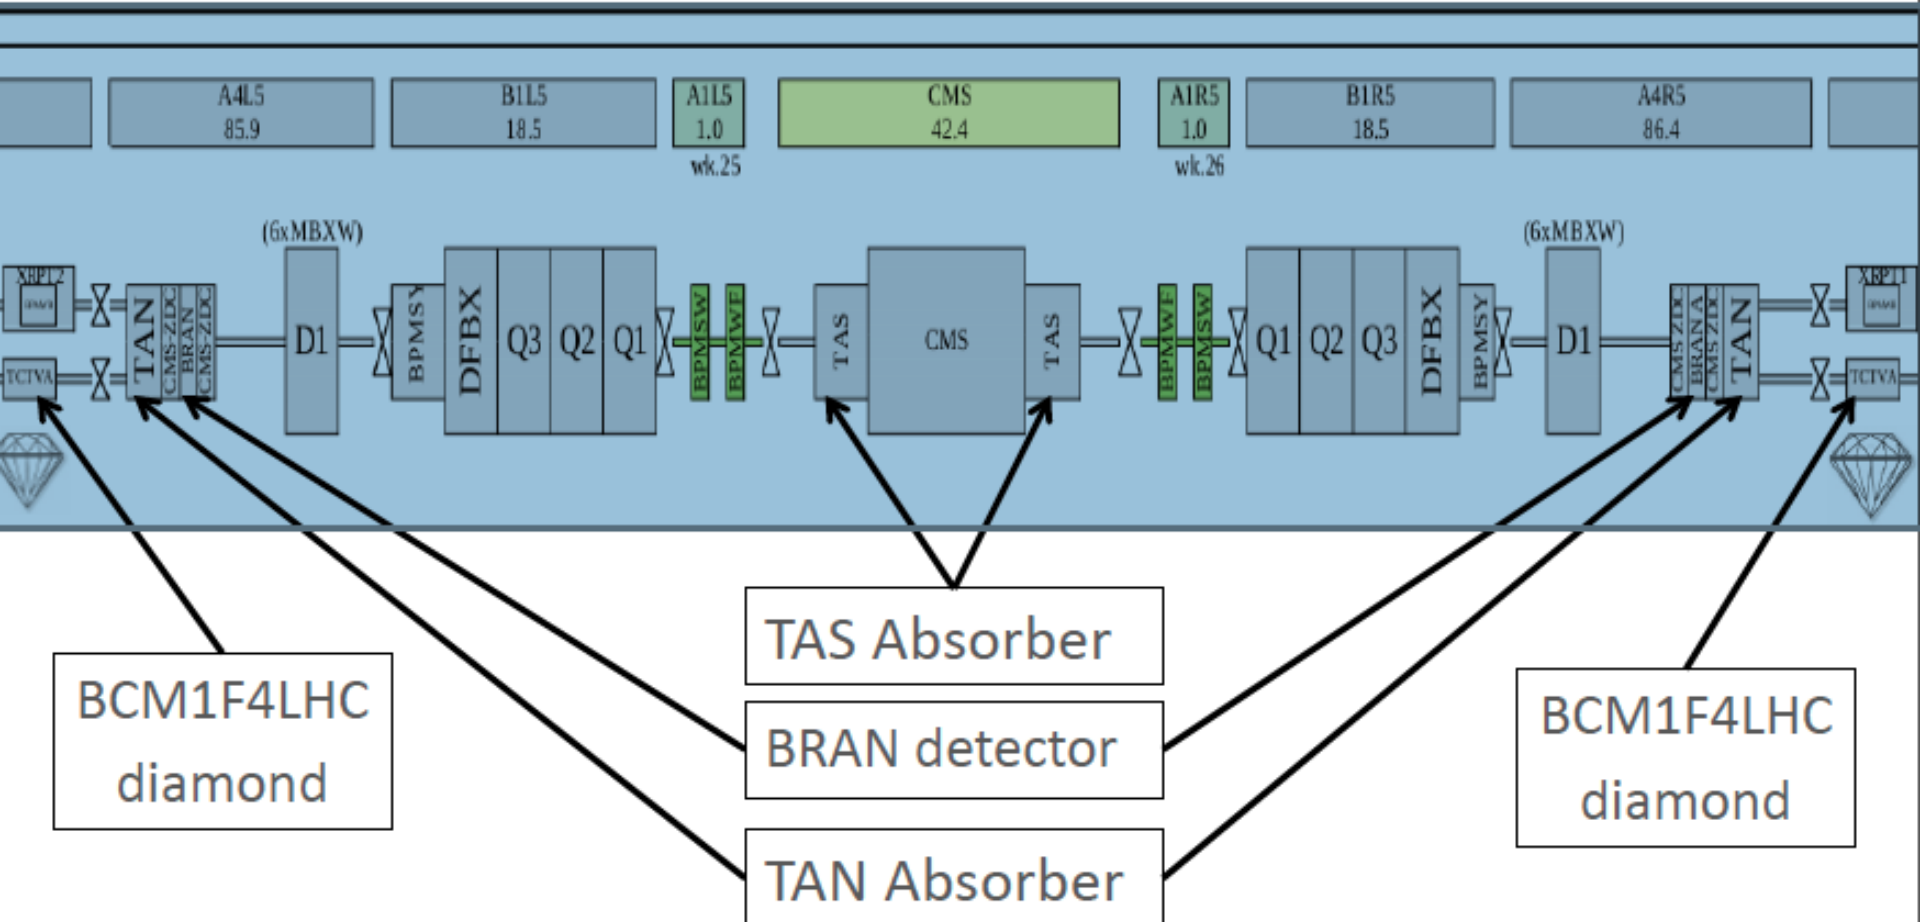 A4L5
85.9
B1L5
18.5
A1L5
1.0
wk.25
CMS
42.4
A1R5
1.0
wk.26
B1R5
18.5
A4R5
86.4
(6xMBXW)
(6xMBXW)
XRPT2
TCTVA
TAN
CMS-ZDC
BRAN
CMS-ZDC
D1
BPMSY
DFBX
Q3
Q2
Q1
BPMSW
BPMWF
TAS
CMS
TAS
BPMWF
BPMSW
Q1
Q2
Q3
DFBX
BPMSY
D1
CMS ZDC
BRAN A
CMS ZDC
TAN
XRPT1
TCTVA
TAS Absorber
BCM1F4LHC
diamond
BRAN detector
BCM1F4LHC
diamond
TAN Absorber